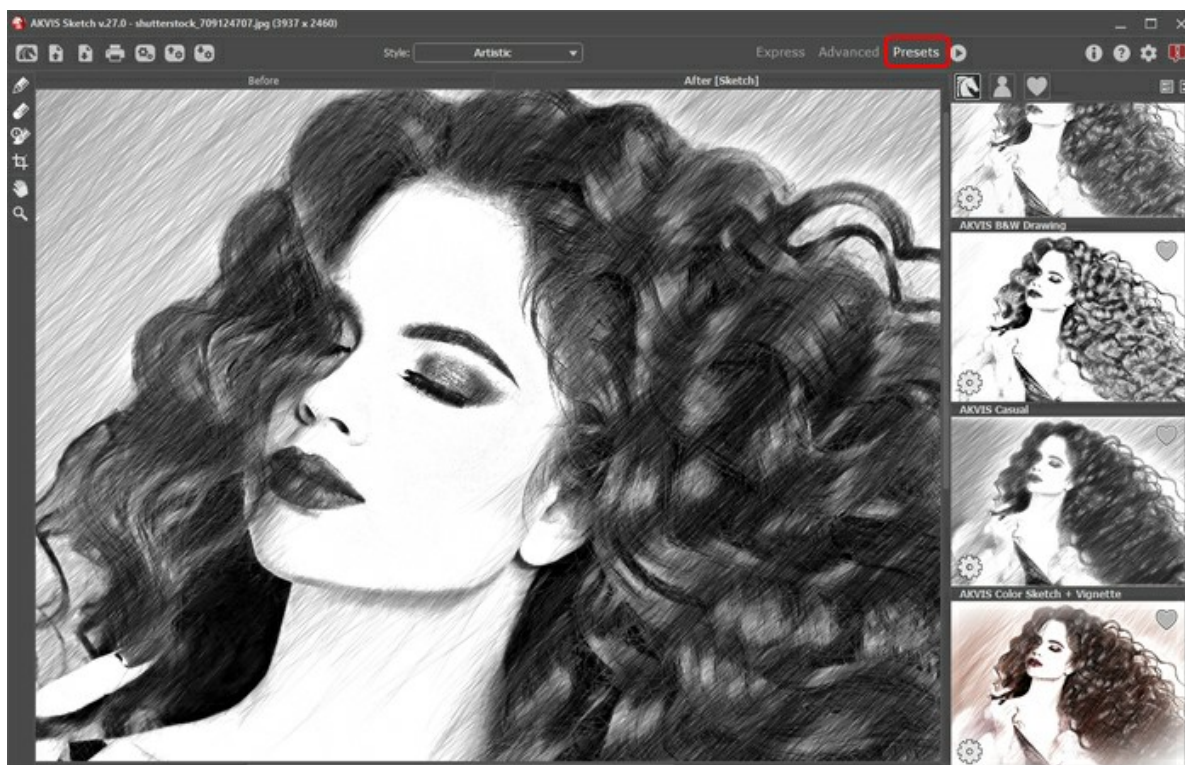 AKVIS Sketch v.27.0 - shutterstock_709124707.jpg (3937 x 2460)
Style: Artistic Express Advanced Presets
Before After [Sketch]
AKVIS B&W Drawing
AKVIS Casual
AKVIS Color Sketch + Vignette